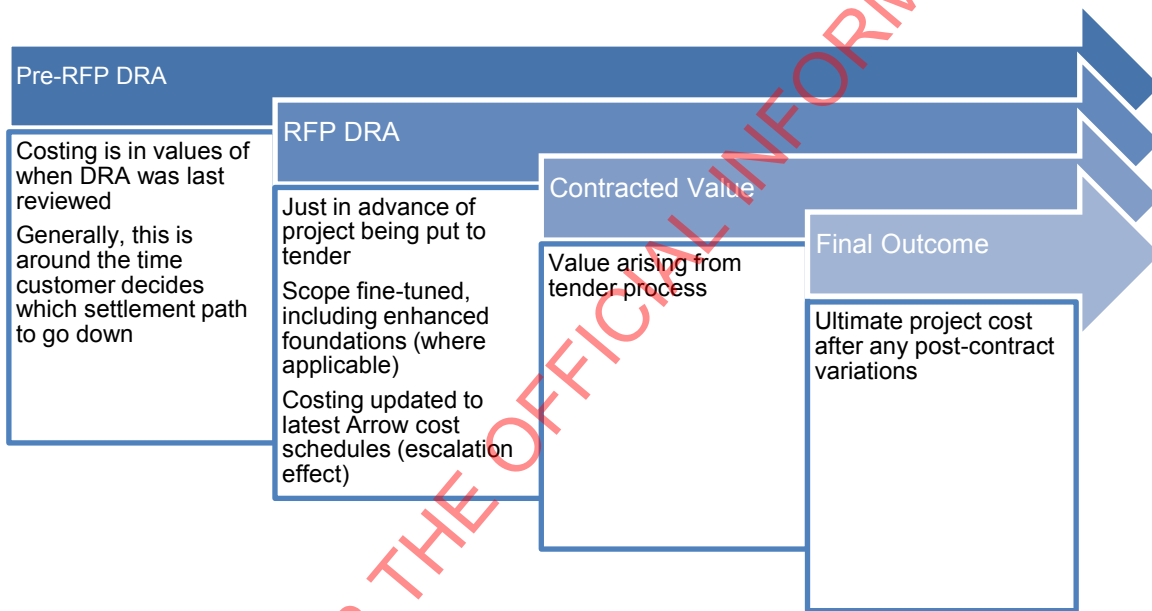 Pre-RFP DRA
Costing is in values of
when DRA was last
reviewed
Generally, this is
around the time
customer decides
which settlement path
to go down
RFP DRA
Just in advance of
project being put to
tender
Scope fine-tuned,
including enhanced
foundations (where
applicable)
Costing updated to
latest Arrow cost
schedules (escalation
effect)
Contracted Value
Value arising from
tender process
Final Outcome
Ultimate project cost
after any post-contract
variations
THE OFFICIAL INFORM